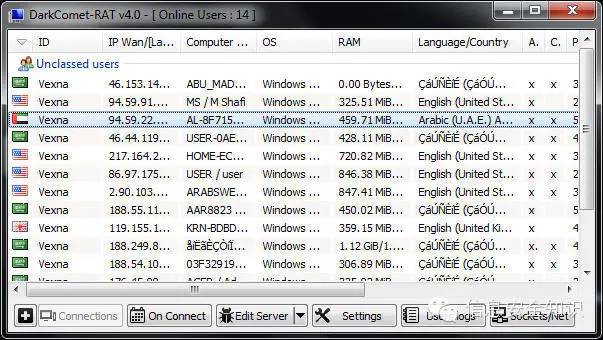 DarkComet-RAT v4.0 - [ Online Users : 14 ]
ID IP Wan/[La... Computer ... OS RAM Language/Country A. C. P
Unclassed users
Vexna 46.153.14... ABU_MAD... Windows ... 0.00 Bytes... ÇáÚÑÈíÉ (ÇáÓÚ... x x
Vexna 94.59.91.... MS / M Shafi Windows ... 325.51 MiB... English (United St... x x
Vexna 94.59.22.... AL-8F715... Windows ... 459.71 MiB... Arabic (U.A.E.) A... x x 5
Vexna 46.44.119... USER-0AE... Windows ... 428.11 MiB... ÇáÚÑÈíÉ (ÇáÓÚ... x x
Vexna 217.164.2... HOME-EC... Windows ... 720.82 MiB... English (United St... x x 3
Vexna 86.97.175... USER / user Windows ... 846.38 MiB... English (United St... x x 3
Vexna 2.90.103.... ARABSWE... Windows ... 847.41 MiB... English (United St... x x
Vexna 188.55.11... AAR8823 Windows ... 450.02 MiB... ÇáÚÑÈíÉ (ÇáÓÚ... x x 5
Vexna 119.155.1... KRN-BDBD... Windows ... 359.15 MiB... English (United Ki... x x
Vexna 188.249.8... Windows ... 1.12 GiB/1... ÇáÚÑÈíÉ (ÇáÓÚ... x. x
Vexna 188.54.10... 03F32919... Windows ... 306.89 MiB... ÇáÚÑÈíÉ (ÇáÓÚ... x x 3
Connections On Connect Edit Server Settings Users logs Sockets/Net
信息安全知识